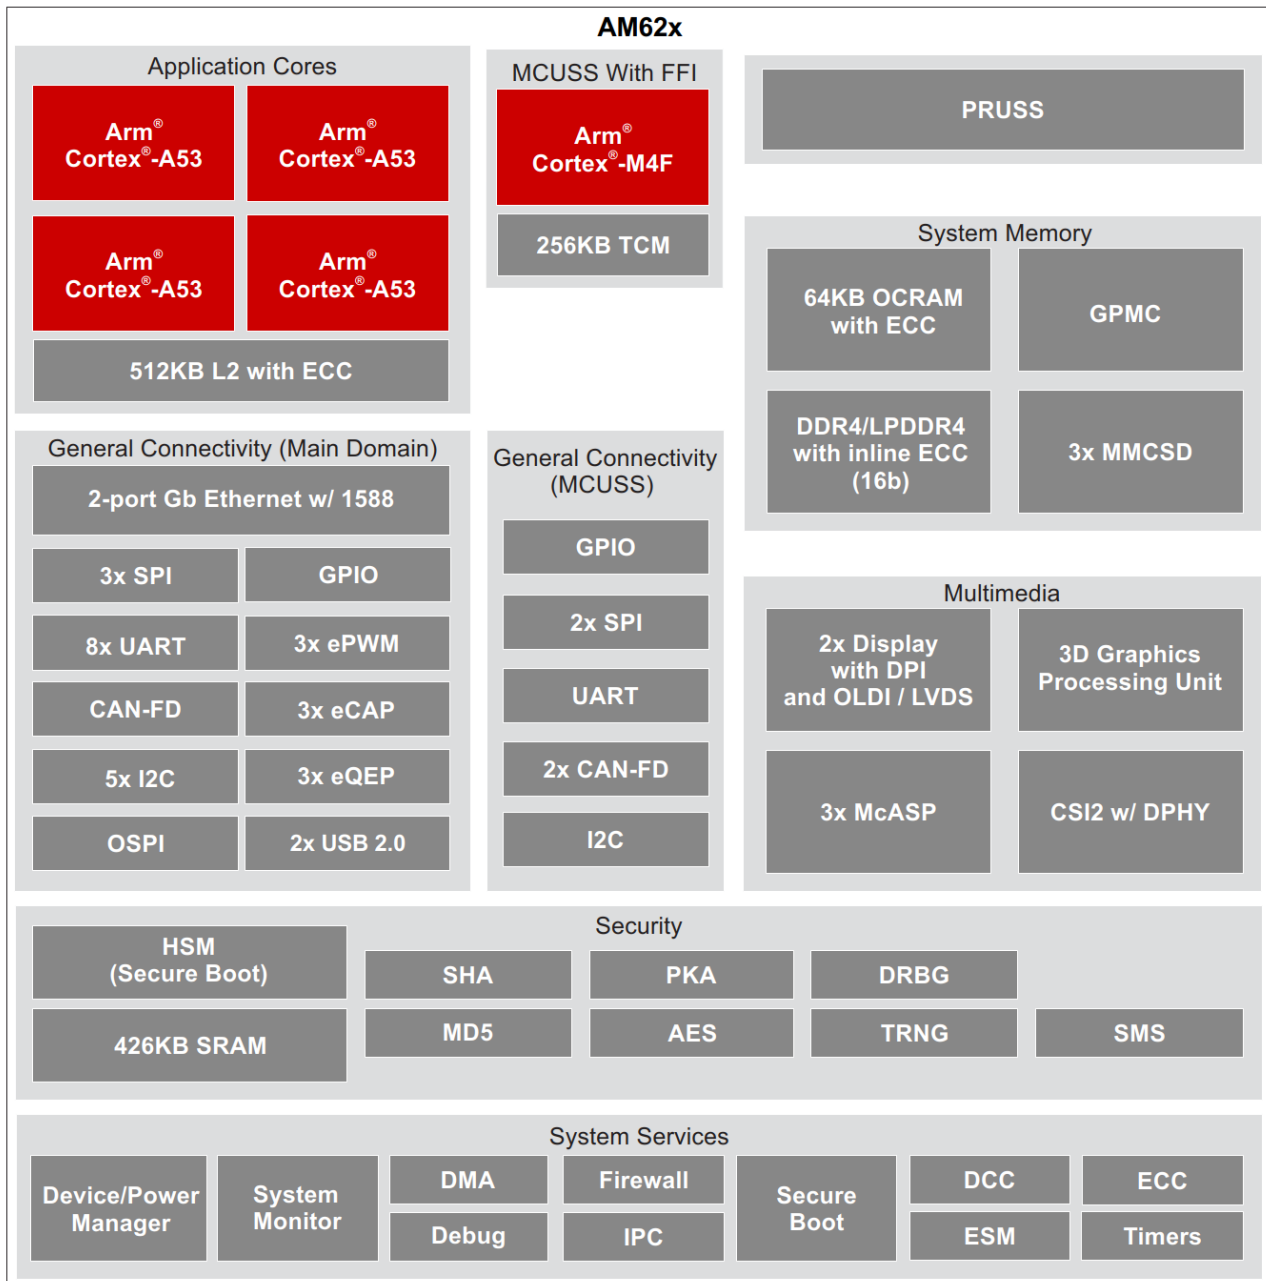 AM62x
Application Cores
Arm®
Cortex®-A53
Arm®
Cortex®-A53
Arm®
Cortex®-A53
Arm®
Cortex®-A53
512KB L2 with ECC
MCUSS With FFI
Arm®
Cortex®-M4F
256KB TCM
PRUSS
System Memory
64KB OCRAM
with ECC
GPMC
DDR4/LPDDR4
with inline ECC
(16b)
3x MMCSD
General Connectivity (Main Domain)
2-port Gb Ethernet w/ 1588
3x SPI
GPIO
8x UART
3x ePWM
CAN-FD
3x eCAP
5x I2C
3x eQEP
OSPI
2x USB 2.0
General Connectivity
(MCUSS)
GPIO
2x SPI
UART
2x CAN-FD
I2C
Multimedia
2x Display
with DPI
and OLDI / LVDS
3D Graphics
Processing Unit
3x McASP
CSI2 w/ DPHY
Security
HSM
(Secure Boot)
426KB SRAM
SHA
PKA
DRBG
MD5
AES
TRNG
SMS
System Services
Device/Power
Manager
System
Monitor
DMA
Debug
Firewall
IPC
Secure
Boot
DCC
ESM
ECC
Timers